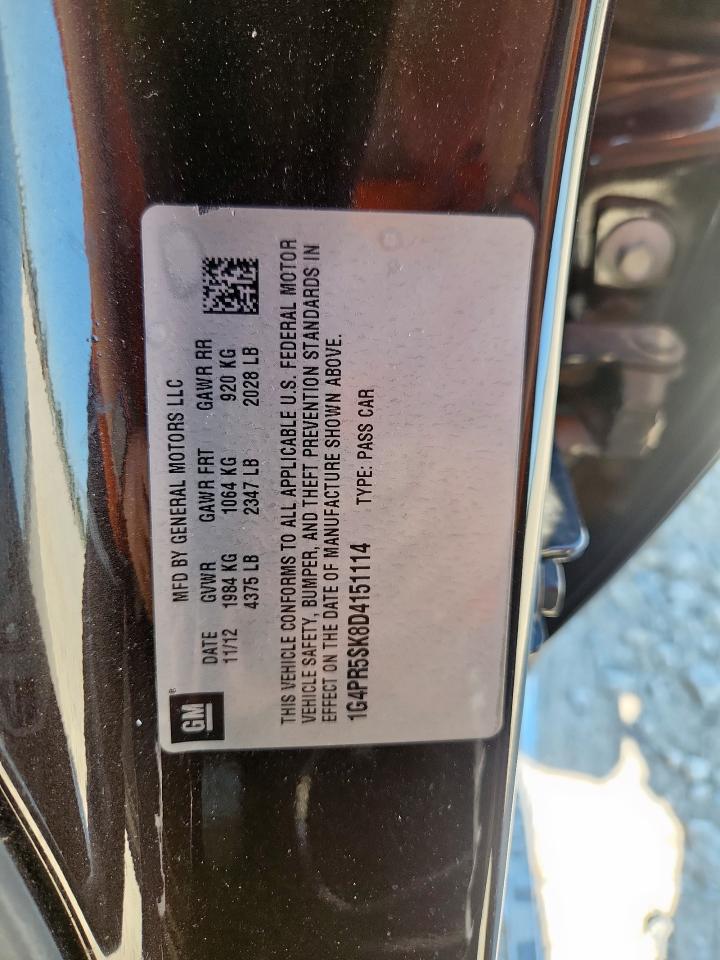 GM®
MFD BY GENERAL MOTORS LLC
DATE GVWR GAWR FRT GAWR RR
11/12 1984 KG 1064 KG 920 KG
4375 LB 2347 LB 2028 LB
THIS VEHICLE CONFORMS TO ALL APPLICABLE U.S. FEDERAL MOTOR
VEHICLE SAFETY, BUMPER, AND THEFT PREVENTION STANDARDS IN
EFFECT ON THE DATE OF MANUFACTURE SHOWN ABOVE.
1G4PR5SK8D4151114 TYPE: PASS CAR